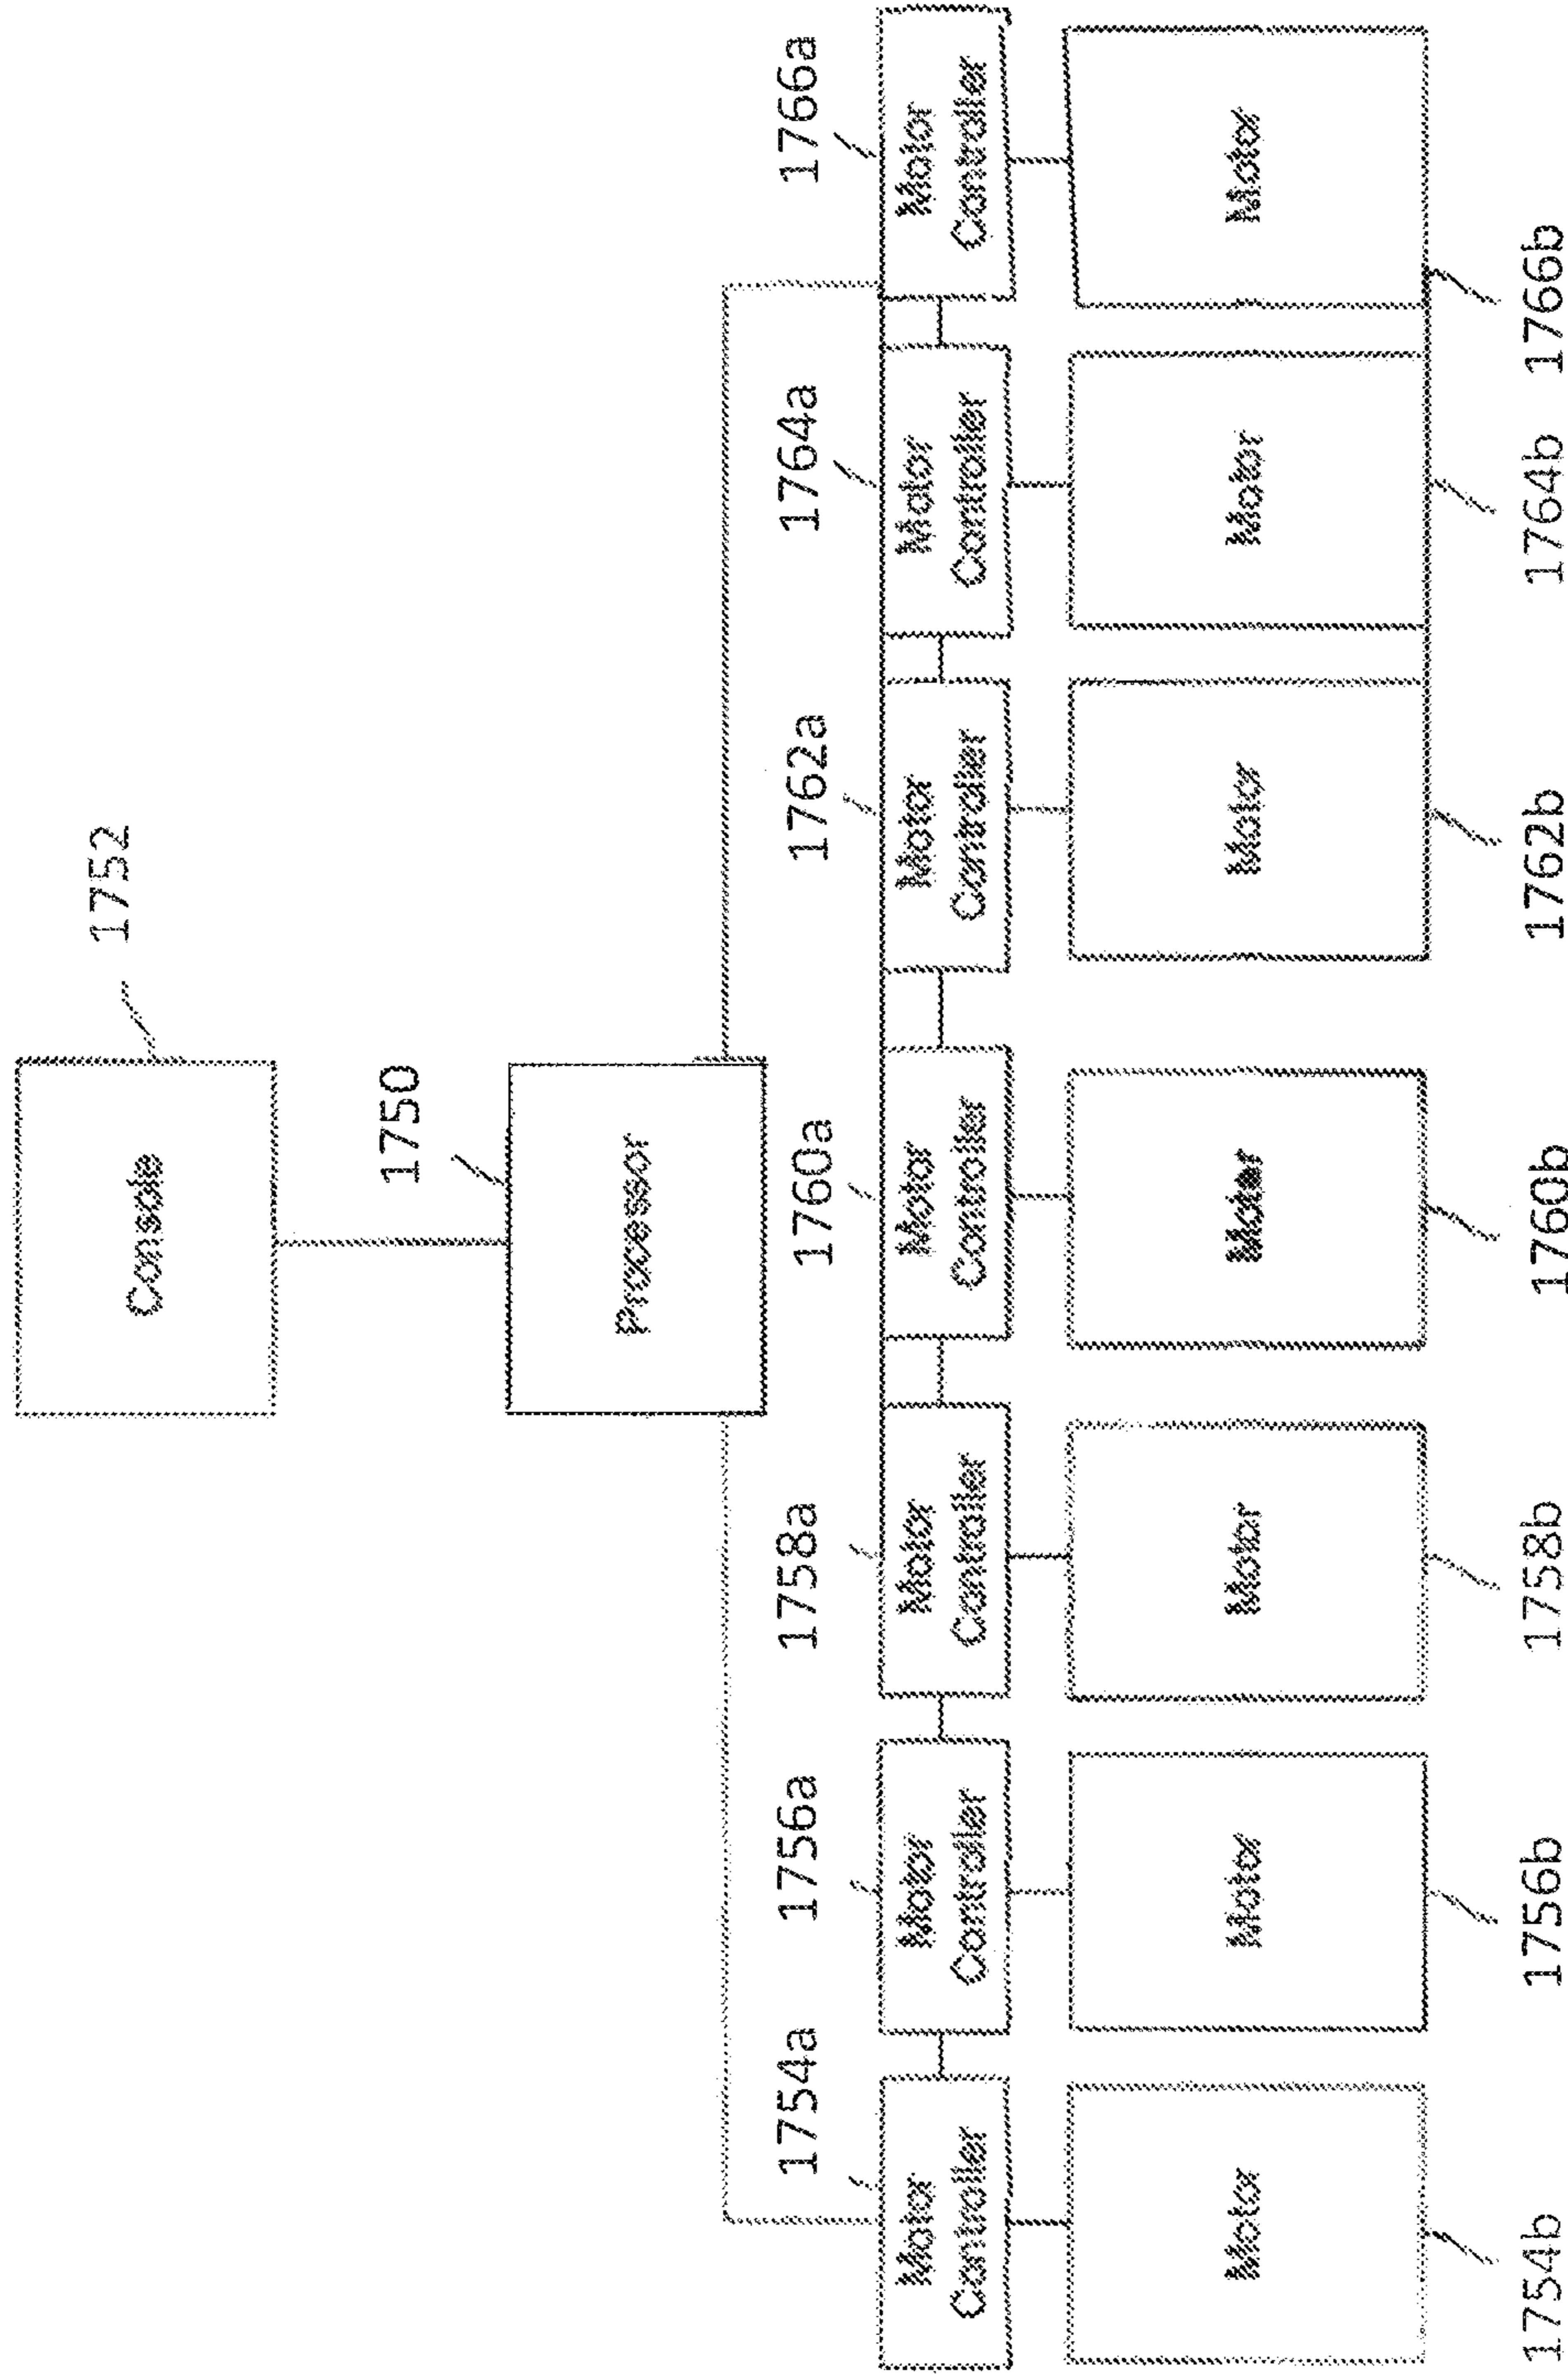 Console
1752
1750
Processor
1754a
1756a
1758a
1760a
1762a
1764a
1766a
Motor
Controller
Motor
Controller
Motor
Controller
Motor
Controller
Motor
Controller
Motor
Controller
Motor
Controller
Motor
Motor
Motor
Motor
Motor
Motor
Motor
1754b
1756b
1758b
1760b
1762b
1764b
1766b